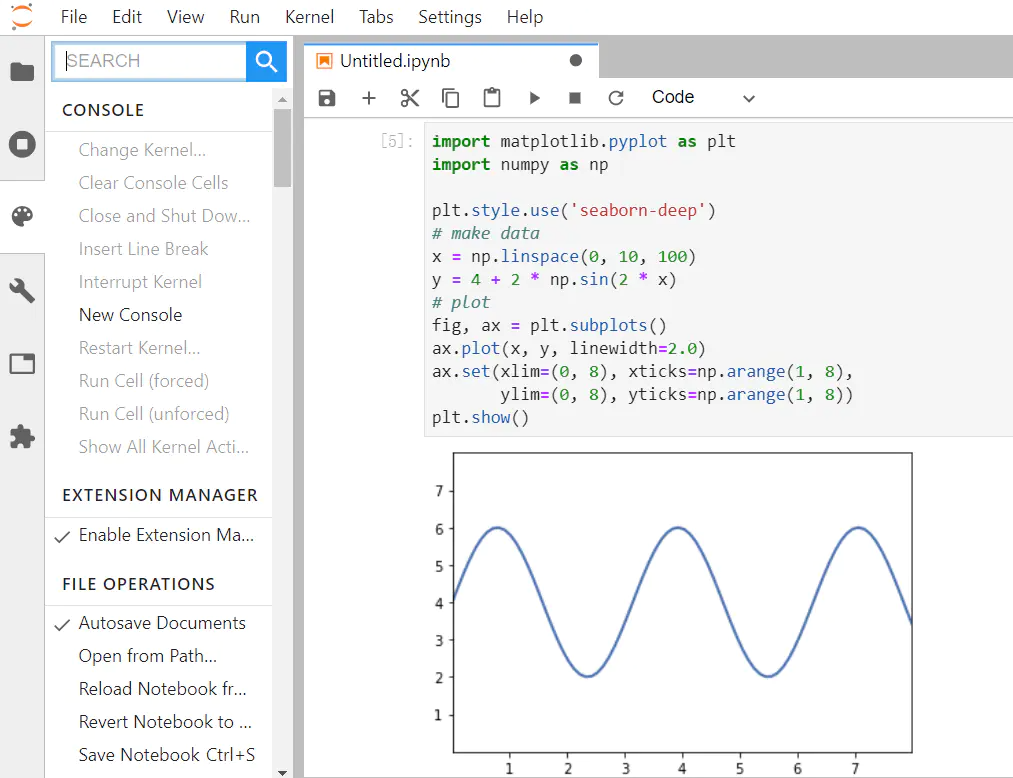 File Edit View Run Kernel Tabs Settings Help
SEARCH
CONSOLE
Change Kernel...
Clear Console Cells
Close and Shut Dow...
Insert Line Break
Interrupt Kernel
New Console
Restart Kernel...
Run Cell (forced)
Run Cell (unforced)
Show All Kernel Acti...
EXTENSION MANAGER
Enable Extension Ma...
FILE OPERATIONS
Autosave Documents
Open from Path...
Reload Notebook fr...
Revert Notebook to ...
Save Notebook Ctrl+S
Untitled.ipynb
Code
[5]:
import matplotlib.pyplot as plt
import numpy as np
plt.style.use('seaborn-deep')
# make data
x = np.linspace(0, 10, 100)
y = 4 + 2 * np.sin(2 * x)
# plot
fig, ax = plt.subplots()
ax.plot(x, y, linewidth=2.0)
ax.set(xlim=(0, 8), xticks=np.arange(1, 8),
ylim=(0, 8), yticks=np.arange(1, 8))
plt.show()
7
6
5
4
3
2
1
1 2 3 4 5 6 7